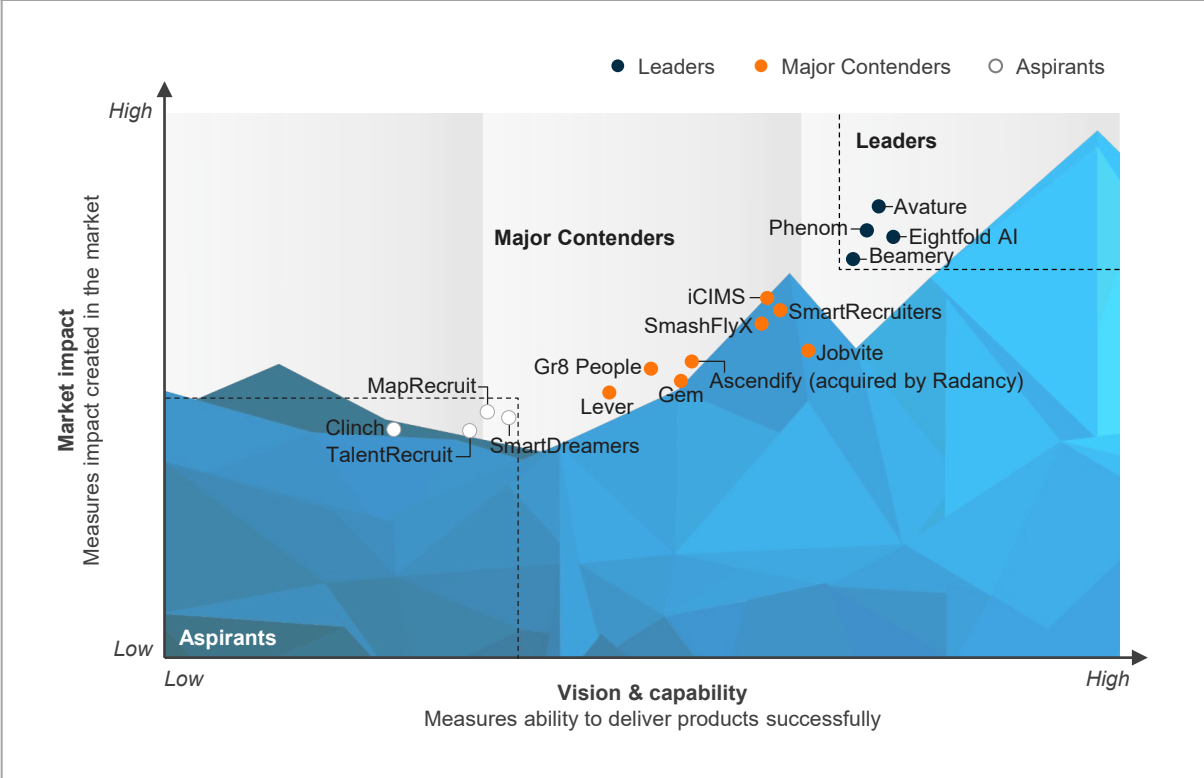 Leaders
Major Contenders
Aspirants
High
Leaders
Avature
Phenom
Eightfold AI
Major Contenders
Beamery
iCIMS
SmartRecruiters
SmashFlyX
Jobvite
Gr8 People
Ascendify (acquired by Radancy)
MapRecruit
Gem
Lever
Clinch
SmartDreamers
TalentRecruit
Aspirants
Market impact
Measures impact created in the market
Low
Low
High
Vision & capability
Measures ability to deliver products successfully